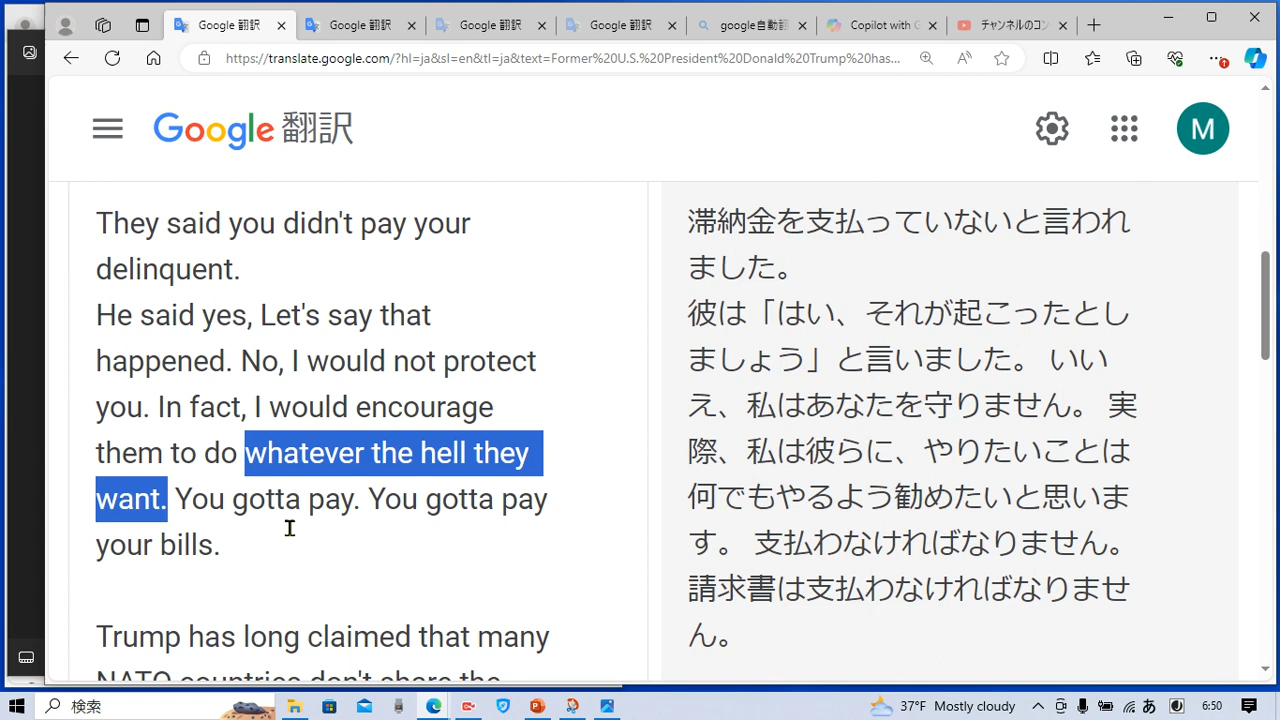 Google 翻訳
Google 翻訳
Google 翻訳
Google 翻訳
google自動翻
Copilot with G
チャンネルのコン
https://translate.google.com/?hl=ja&sl=en&tl=ja&text=Former%20U.S.%20President%20Donald%20Trump%20has...
Google 翻訳
M
They said you didn't pay your
delinquent.
He said yes, Let's say that
happened. No, I would not protect
you. In fact, I would encourage
them to do whatever the hell they
want. You gotta pay. You gotta pay
your bills.
Trump has long claimed that many
NATO countries don't share the
滞納金を支払っていないと言われ
ました。
彼は「はい、それが起こったとし
ましょう」と言いました。 いい
え、私はあなたを守りません。 実
際、私は彼らに、やりたいことは
何でもやるよう勧めたいと思いま
す。 支払わなければなりません。
請求書は支払わなければなりませ
ん。
検索
37°F Mostly cloudy
あ
6:50